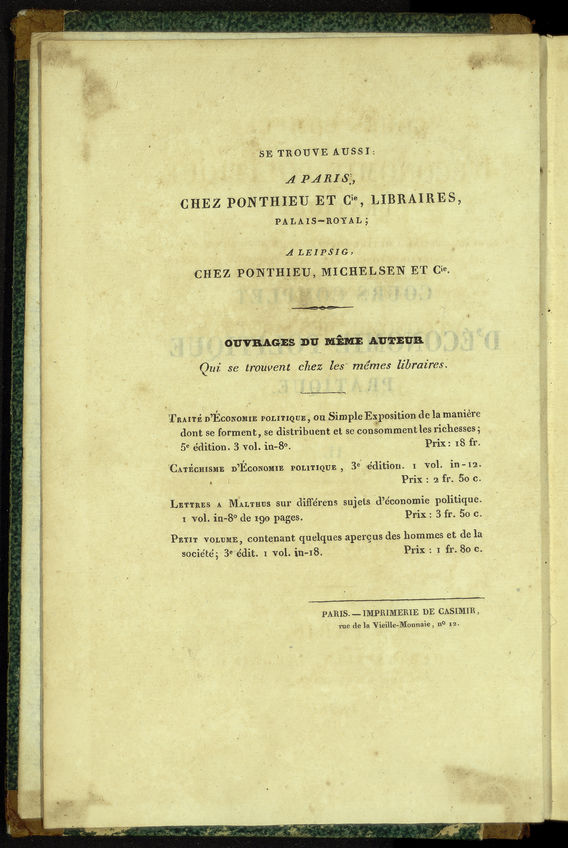 SE TROUVE AUSSI:
A PARIS,
CHEZ PONTHIEU ET Cie, LIBRAIRES,
PALAIS-ROYAL;
A LEIPSIG,
CHEZ PONTHIEU, MICHELSEN ET Cie.
OUVRAGES DU MÊME AUTEUR
Qui se trouvent chez les mêmes libraires.
TRAITÉ D'ÉCONOMIE POLITIQUE, ou Simple Exposition de la manière
dont se forment, se distribuent et se consomment les richesses;
5e édition. 3 vol. in-8o. Prix: 18 fr.
CATÉCHISME D'ÉCONOMIE POLITIQUE, 3e édition. 1 vol. in-12.
Prix: 2 fr. 50 c.
LETTRES A MALTHUS sur différens sujets d'économie politique.
1 vol. in-8o de 190 pages. Prix: 3 fr. 50 c.
PETIT VOLUME, contenant quelques aperçus des hommes et de la
société; 3e édit. 1 vol. in-18. Prix: 1 fr. 80 c.
PARIS.—IMPRIMERIE DE CASIMIR,
rue de la Vieille-Monnaie, no 12.